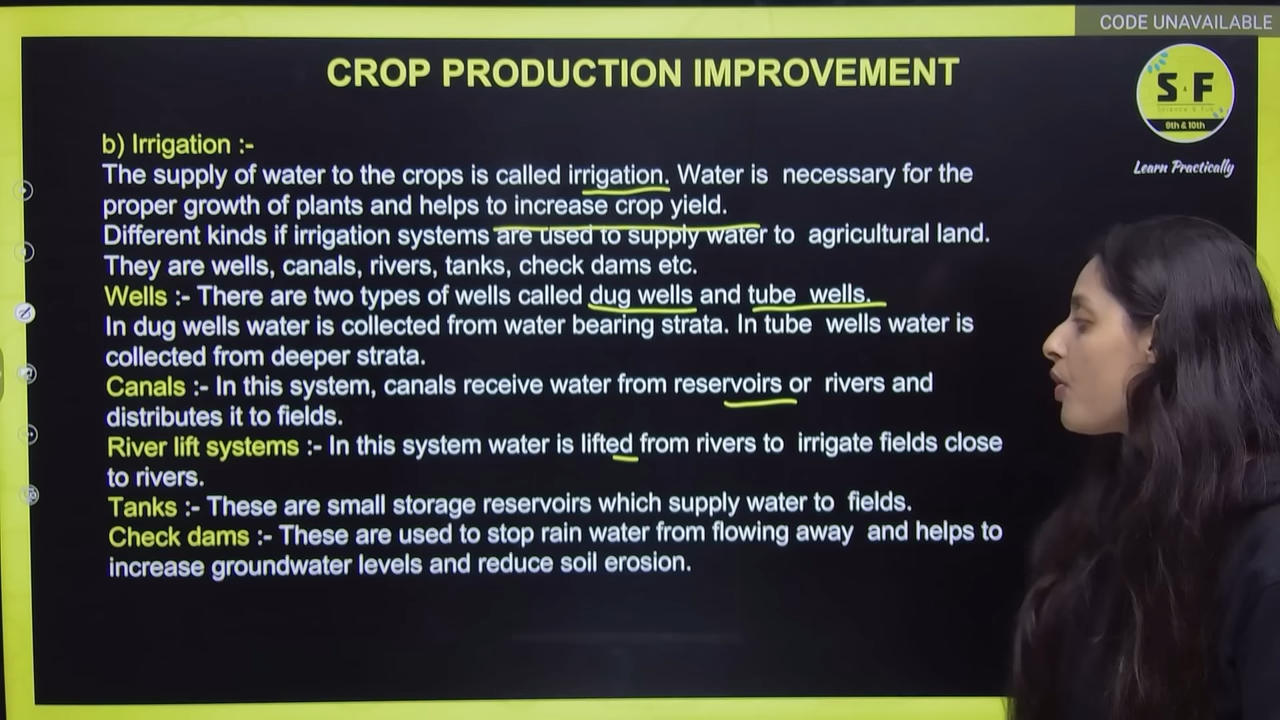 CODE UNAVAILABLE
CROP PRODUCTION IMPROVEMENT
S F
9th & 10th
Learn Practically
b) Irrigation :-
The supply of water to the crops is called irrigation. Water is necessary for the
proper growth of plants and helps to increase crop yield.
Different kinds if irrigation systems are used to supply water to agricultural land.
They are wells, canals, rivers, tanks, check dams etc.
Wells :- There are two types of wells called dug wells and tube wells.
In dug wells water is collected from water bearing strata. In tube wells water is
collected from deeper strata.
Canals :- In this system, canals receive water from reservoirs or rivers and
distributes it to fields.
River lift systems :- In this system water is lifted from rivers to irrigate fields close
to rivers.
Tanks :- These are small storage reservoirs which supply water to fields.
Check dams :- These are used to stop rain water from flowing away and helps to
increase groundwater levels and reduce soil erosion.